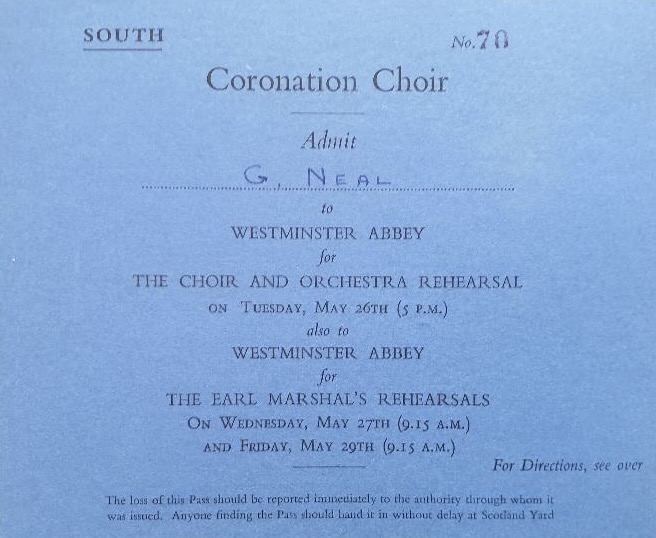 SOUTH
No. 70
Coronation Choir
Admit
G. NEAL
to
WESTMINSTER ABBEY
for
THE CHOIR AND ORCHESTRA REHEARSAL
ON TUESDAY, MAY 26TH (5 P.M.)
also to
WESTMINSTER ABBEY
for
THE EARL MARSHAL'S REHEARSALS
ON WEDNESDAY, MAY 27TH (9.15 A.M.)
AND FRIDAY, MAY 29TH (9.15 A.M.)
For Directions, see over
The loss of this Pass should be reported immediately to the authority through whom it
was issued. Anyone finding the Pass should hand it in without delay at Scotland Yard